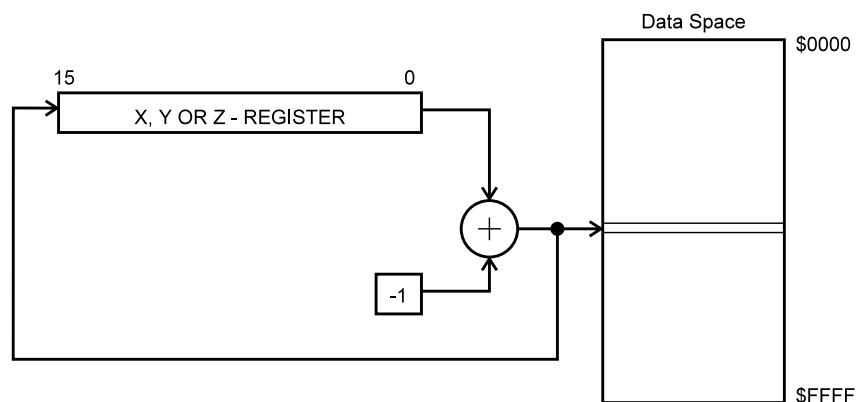 Data Space
$0000
15 0
X, Y OR Z - REGISTER
+
-1
$FFFF